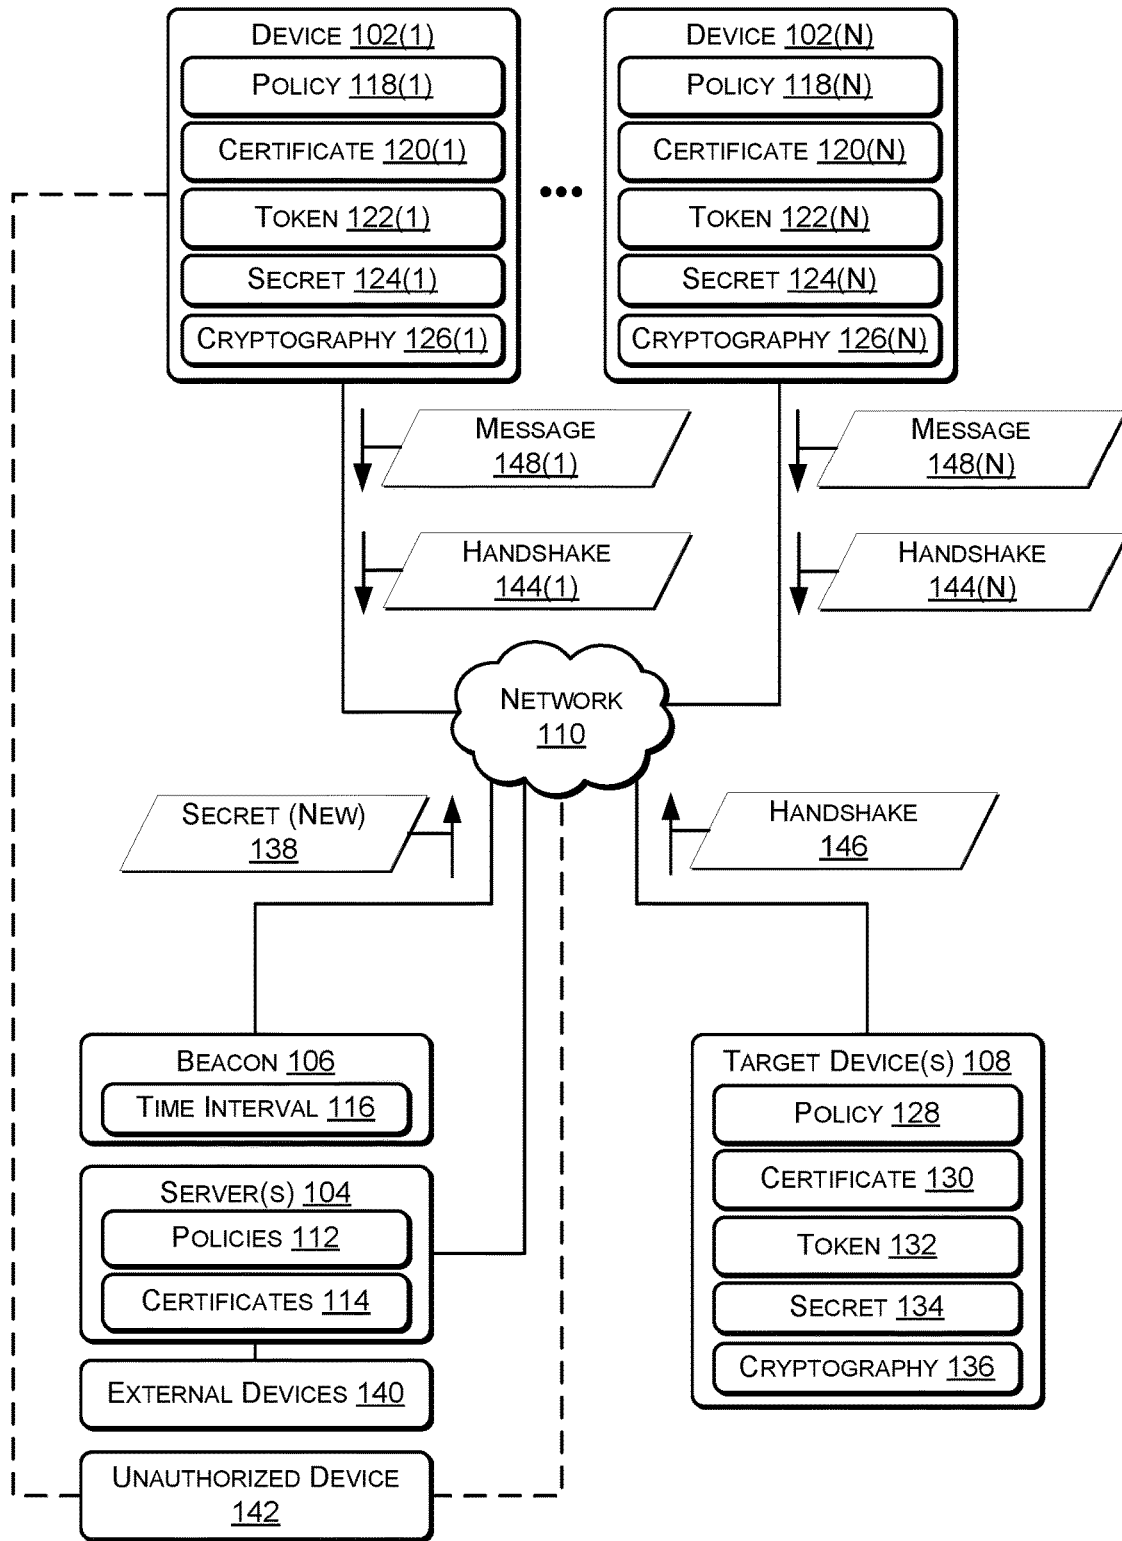 DEVICE 102(1)
POLICY 118(1)
CERTIFICATE 120(1)
TOKEN 122(1)
SECRET 124(1)
CRYPTOGRAPHY 126(1)
•••
DEVICE 102(N)
POLICY 118(N)
CERTIFICATE 120(N)
TOKEN 122(N)
SECRET 124(N)
CRYPTOGRAPHY 126(N)
MESSAGE
148(1)
MESSAGE
148(N)
HANDSHAKE
144(1)
HANDSHAKE
144(N)
NETWORK
110
SECRET (NEW)
138
HANDSHAKE
146
BEACON 106
TIME INTERVAL 116
SERVER(S) 104
POLICIES 112
CERTIFICATES 114
EXTERNAL DEVICES 140
UNAUTHORIZED DEVICE
142
TARGET DEVICE(S) 108
POLICY 128
CERTIFICATE 130
TOKEN 132
SECRET 134
CRYPTOGRAPHY 136